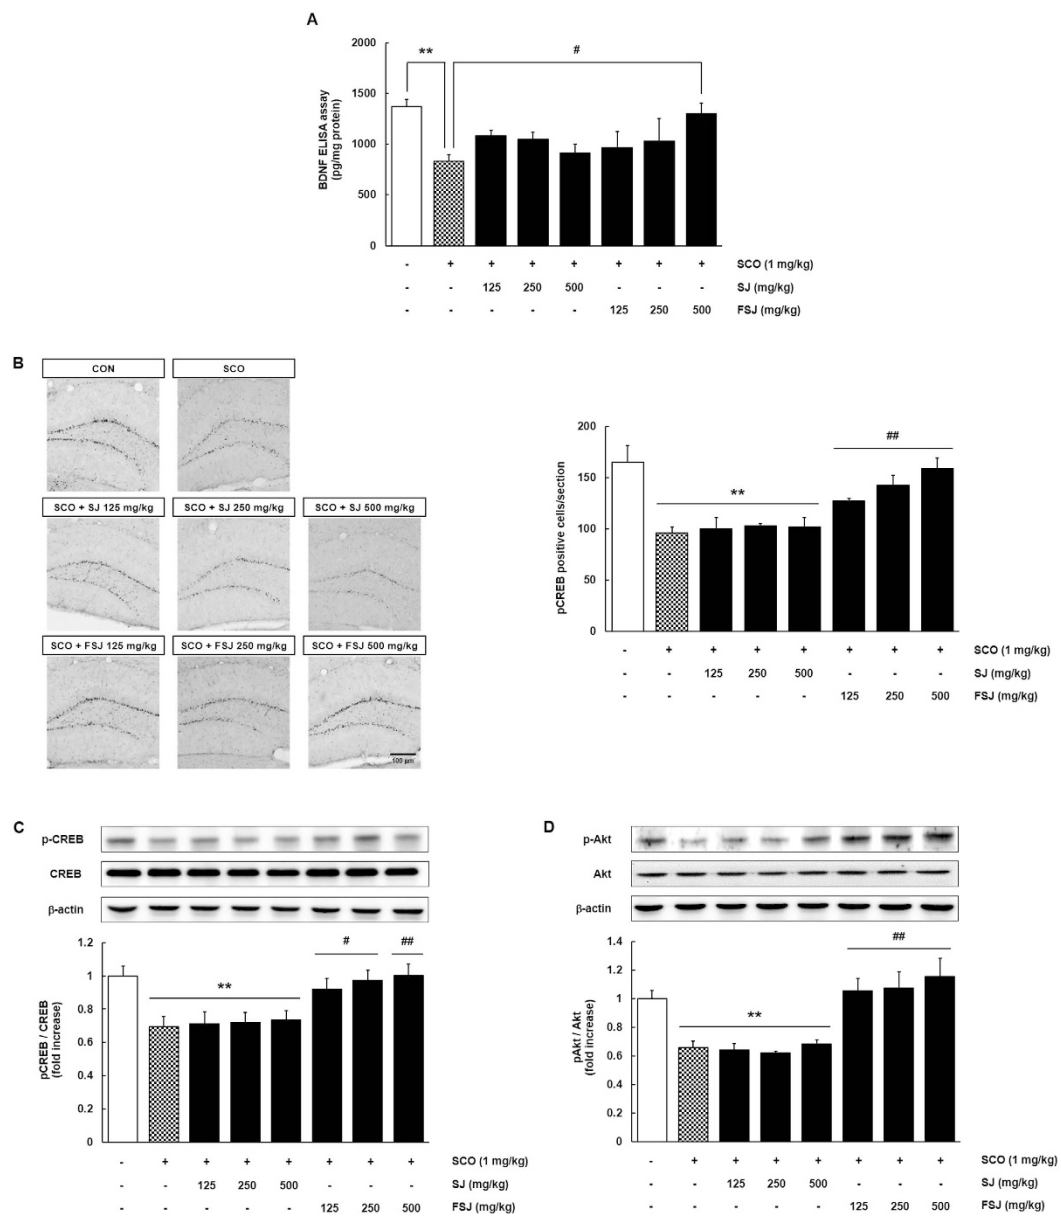 A
2000
1500
1000
500
0
BDNF ELISA assay
(pg/mg protein)
** #
- + + + + + + + SCO (1 mg/kg)
- - 125 250 500 - - - SJ (mg/kg)
- - - - - 125 250 500 FSJ (mg/kg)
B
CON SCO
SCO + SJ 125 mg/kg SCO + SJ 250 mg/kg SCO + SJ 500 mg/kg
SCO + FSJ 125 mg/kg SCO + FSJ 250 mg/kg SCO + FSJ 500 mg/kg
100 μm
200
150
100
50
0
pCREB positive cells/section
** ##
- + + + + + + + SCO (1 mg/kg)
- - 125 250 500 - - - SJ (mg/kg)
- - - - - 125 250 500 FSJ (mg/kg)
C
p-CREB
CREB
β-actin
1.2
1
0.8
0.6
0.4
0.2
0
pCREB / CREB
(fold increase)
** # ##
- + + + + + + + SCO (1 mg/kg)
- - 125 250 500 - - - SJ (mg/kg)
- - - - - 125 250 500 FSJ (mg/kg)
D
p-Akt
Akt
β-actin
1.4
1.2
1
0.8
0.6
0.4
0.2
0
pAkt / Akt
(fold increase)
** ##
- + + + + + + + SCO (1 mg/kg)
- - 125 250 500 - - - SJ (mg/kg)
- - - - - 125 250 500 FSJ (mg/kg)